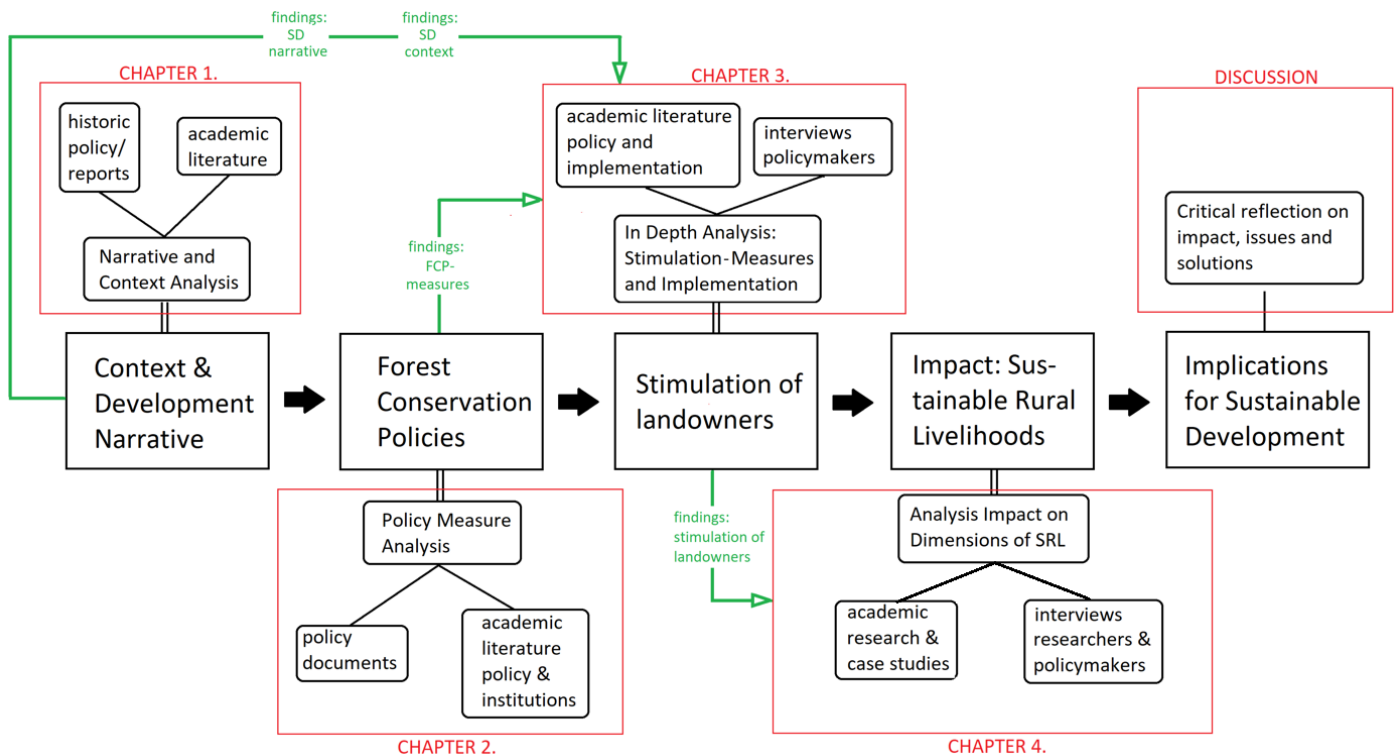 findings:
SD
narrative
findings:
SD
context
CHAPTER 1.
historic
policy/
reports
academic
literature
Narrative and
Context Analysis
CHAPTER 3.
academic literature
policy and
implementation
interviews
policymakers
In Depth Analysis:
Stimulation-Measures
and Implementation
DISCUSSION
Critical reflection on
impact, issues and
solutions
findings:
FCP-
measures
Context &
Development
Narrative
Forest
Conservation
Policies
Stimulation of
landowners
Impact: Sus-
tainable Rural
Livelihoods
Implications
for Sustainable
Development
Policy Measure
Analysis
policy
documents
academic
literature
policy &
institutions
CHAPTER 2.
findings:
stimulation of
landowners
Analysis Impact on
Dimensions of SRL
academic
research &
case studies
interviews
researchers &
policymakers
CHAPTER 4.